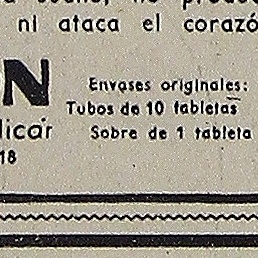 ni ataca el corazó
N
Envases originales:
Tubos de 10 tabletas
licar
Sobre de 1 tableta
18